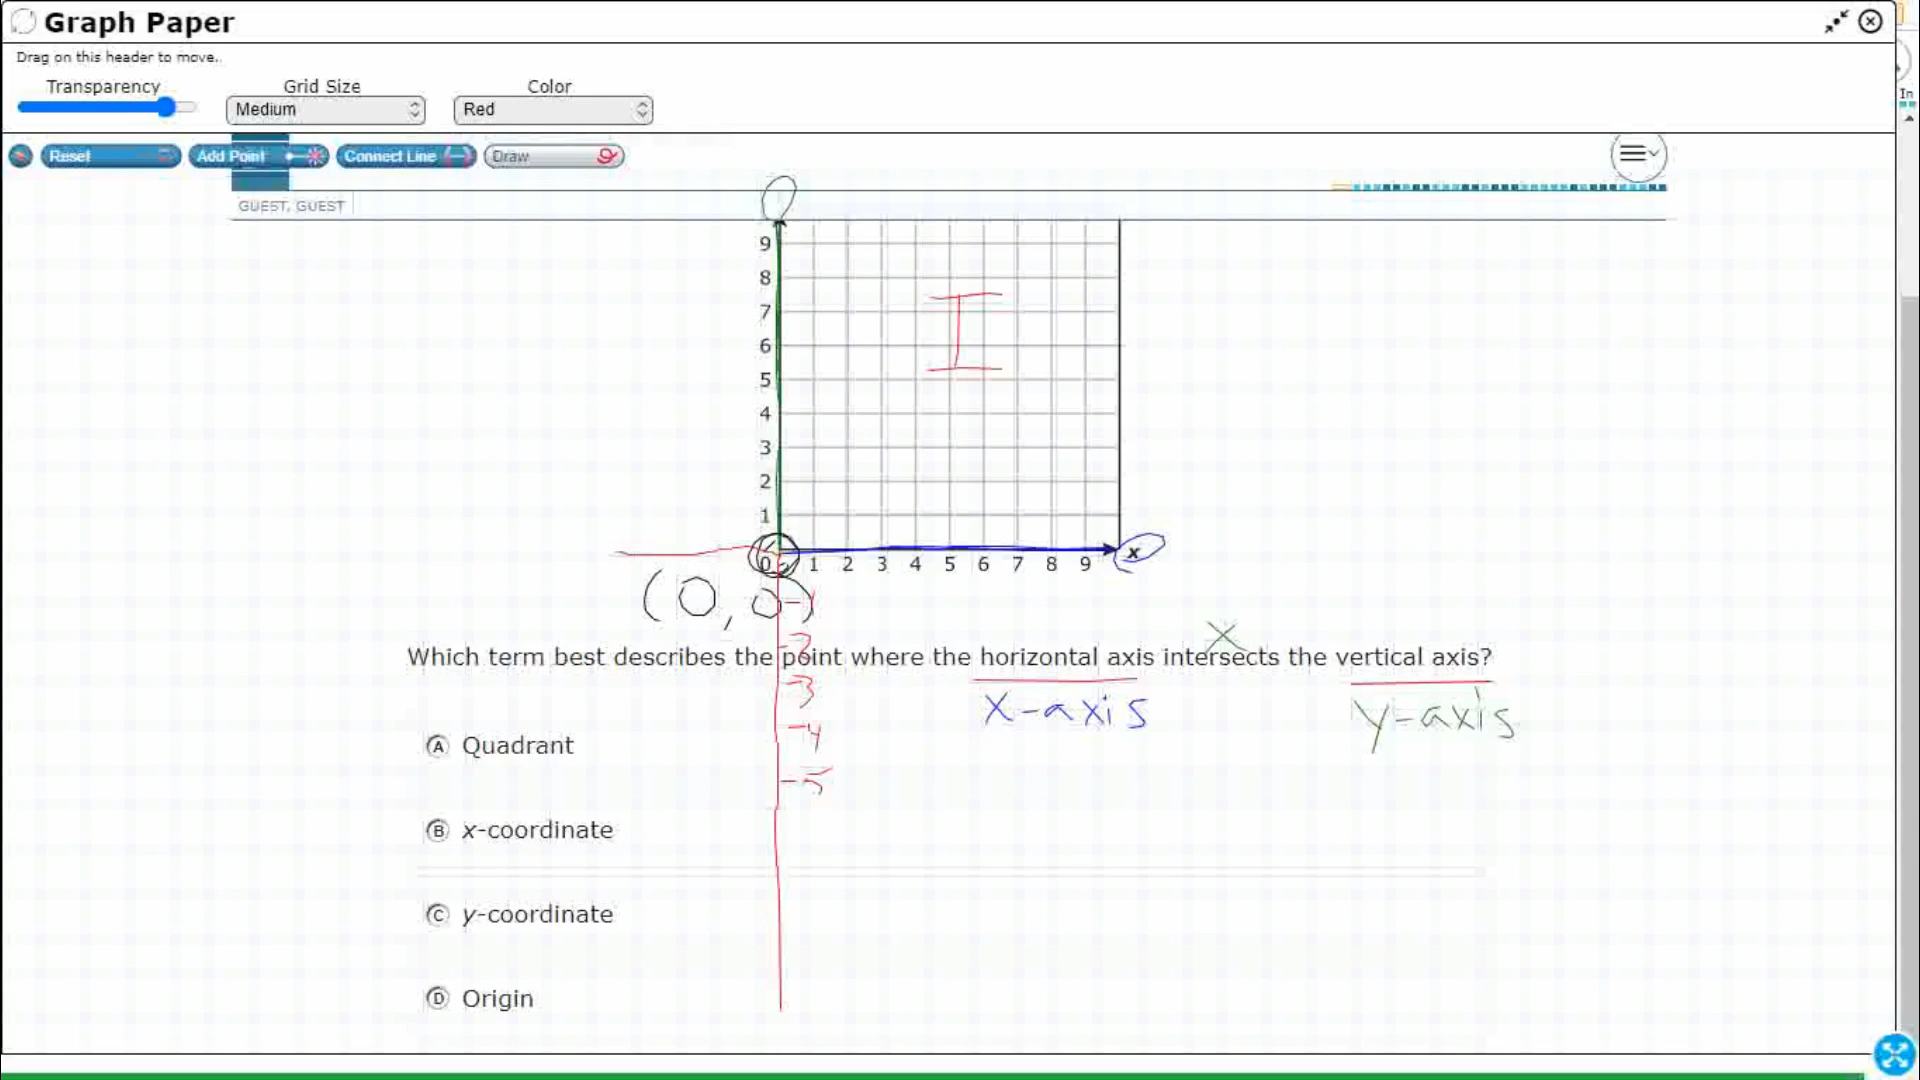 Graph Paper
Drag on this header to move..
Transparency Grid Size Color
Medium Red
In
Reset Add Point Connect Line Draw
GUEST, GUEST
9
8
I
7
6
5
4
3
2
1
x
0 1 2 3 4 5 6 7 8 9
(0, 0) -1
x
-2
Which term best describes the point where the horizontal axis intersects the vertical axis?
-3
x-axis y-axis
-4
A Quadrant
-5
B x-coordinate
C y-coordinate
D Origin